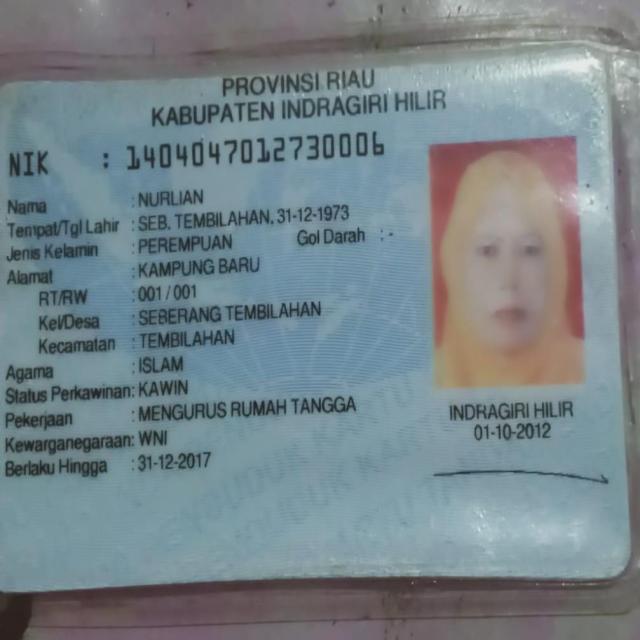 PROVINSI RIAU
KABUPATEN INDRAGIRI HILIR
NIK : 1404047012730006
Nama : NURLIAN
Tempat/Tgl Lahir : SEB. TEMBILAHAN, 31-12-1973
Jenis Kelamin : PEREMPUAN Gol Darah : -
Alamat : KAMPUNG BARU
RT/RW : 001 / 001
Kel/Desa : SEBERANG TEMBILAHAN
Kecamatan : TEMBILAHAN
Agama : ISLAM
Status Perkawinan: KAWIN
Pekerjaan : MENGURUS RUMAH TANGGA
Kewarganegaraan: WNI
Berlaku Hingga : 31-12-2017
INDRAGIRI HILIR
01-10-2012